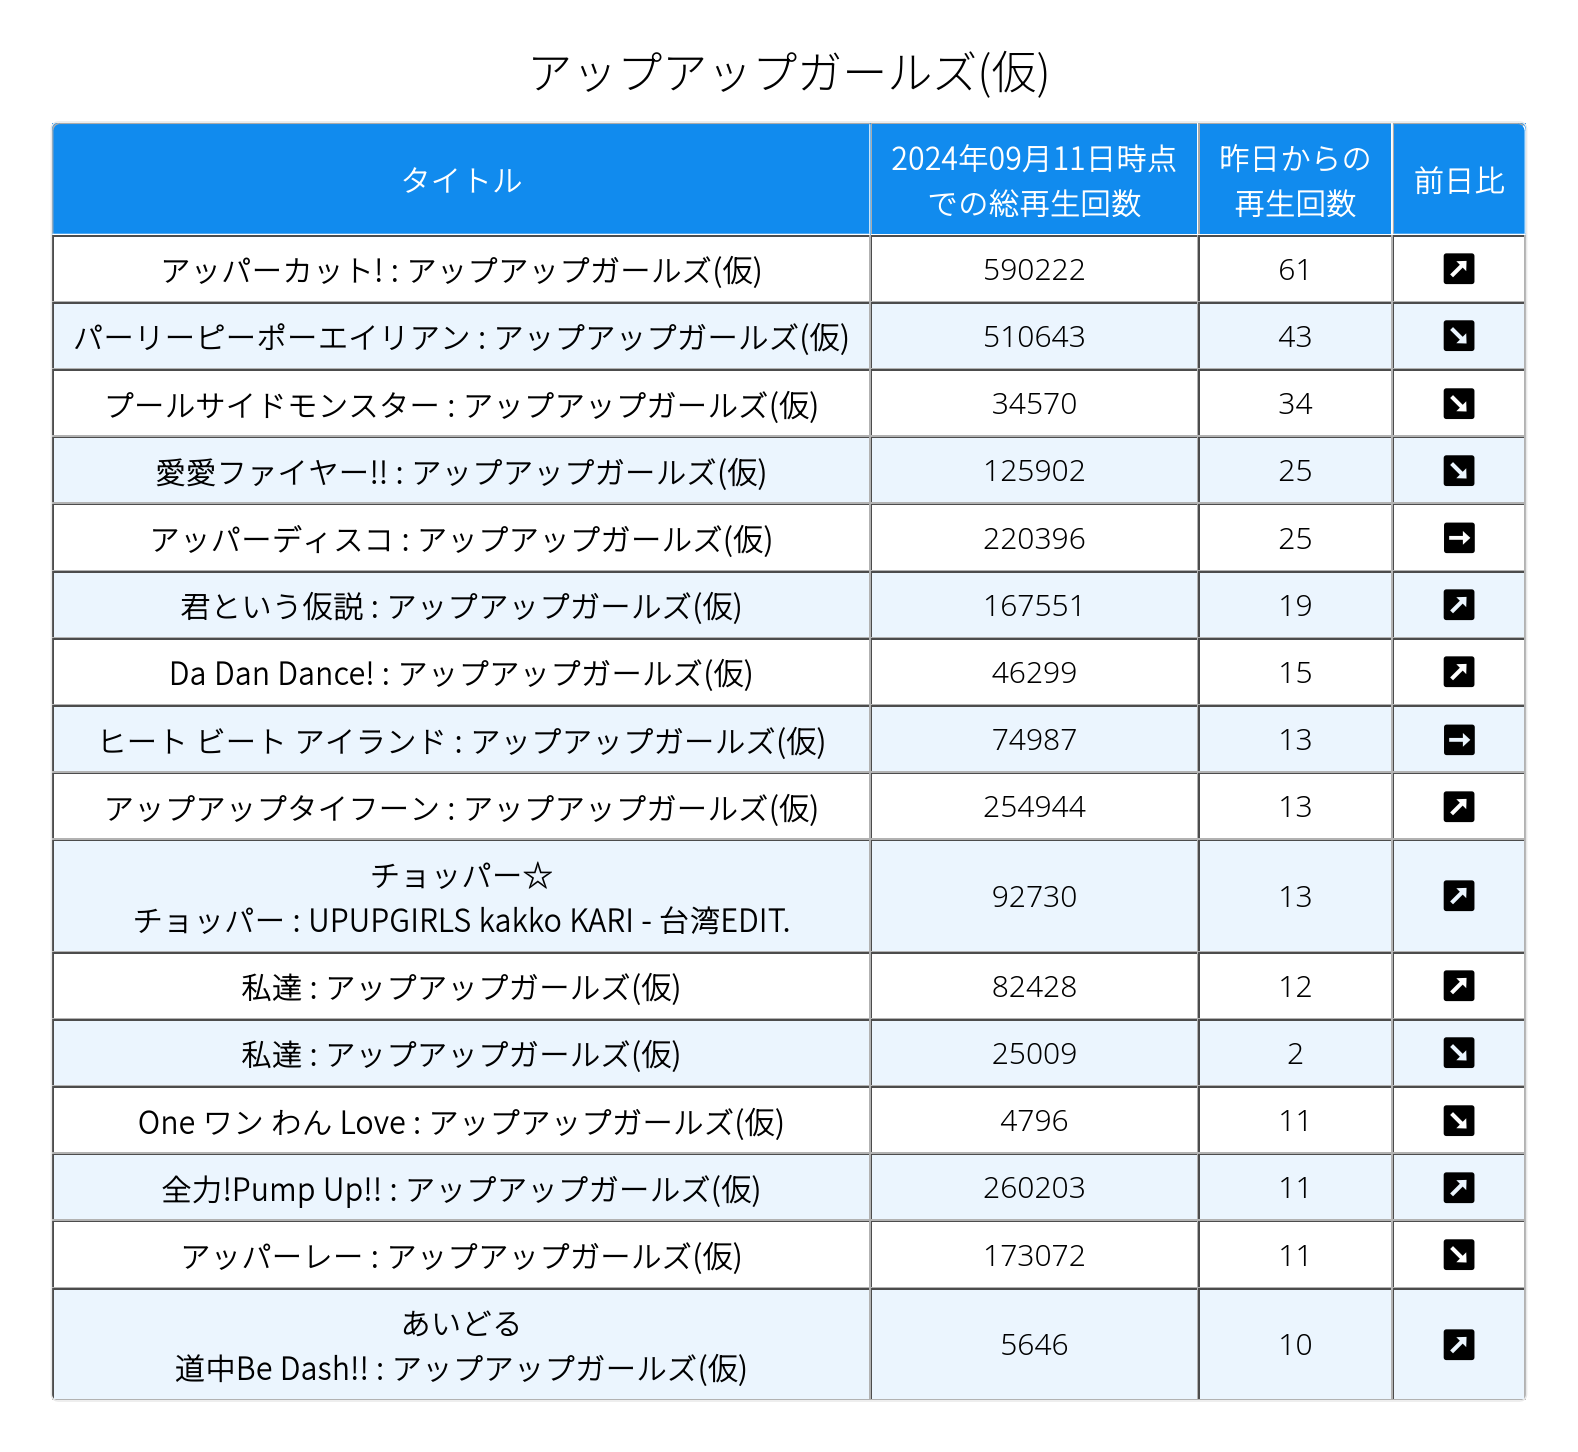 アップアップガールズ(仮)
タイトル 2024年09月11日時点 昨日からの 前日比
での総再生回数 再生回数
アッパーカット! : アップアップガールズ(仮) 590222 61 ↗
パーリーピーポーエイリアン : アップアップガールズ(仮) 510643 43 ↘
プールサイドモンスター : アップアップガールズ(仮) 34570 34 ↘
愛愛ファイヤー!! : アップアップガールズ(仮) 125902 25 ↘
アッパーディスコ : アップアップガールズ(仮) 220396 25 →
君という仮説 : アップアップガールズ(仮) 167551 19 ↗
Da Dan Dance! : アップアップガールズ(仮) 46299 15 ↗
ヒート ビート アイランド : アップアップガールズ(仮) 74987 13 →
アップアップタイフーン : アップアップガールズ(仮) 254944 13 ↗
チョッパー☆
チョッパー : UPUPGIRLS kakko KARI - 台湾EDIT. 92730 13 ↗
私達 : アップアップガールズ(仮) 82428 12 ↗
私達 : アップアップガールズ(仮) 25009 2 ↘
One ワン わん Love : アップアップガールズ(仮) 4796 11 ↘
全力!Pump Up!! : アップアップガールズ(仮) 260203 11 ↗
アッパーレー : アップアップガールズ(仮) 173072 11 ↘
あいどる
道中Be Dash!! : アップアップガールズ(仮) 5646 10 ↗